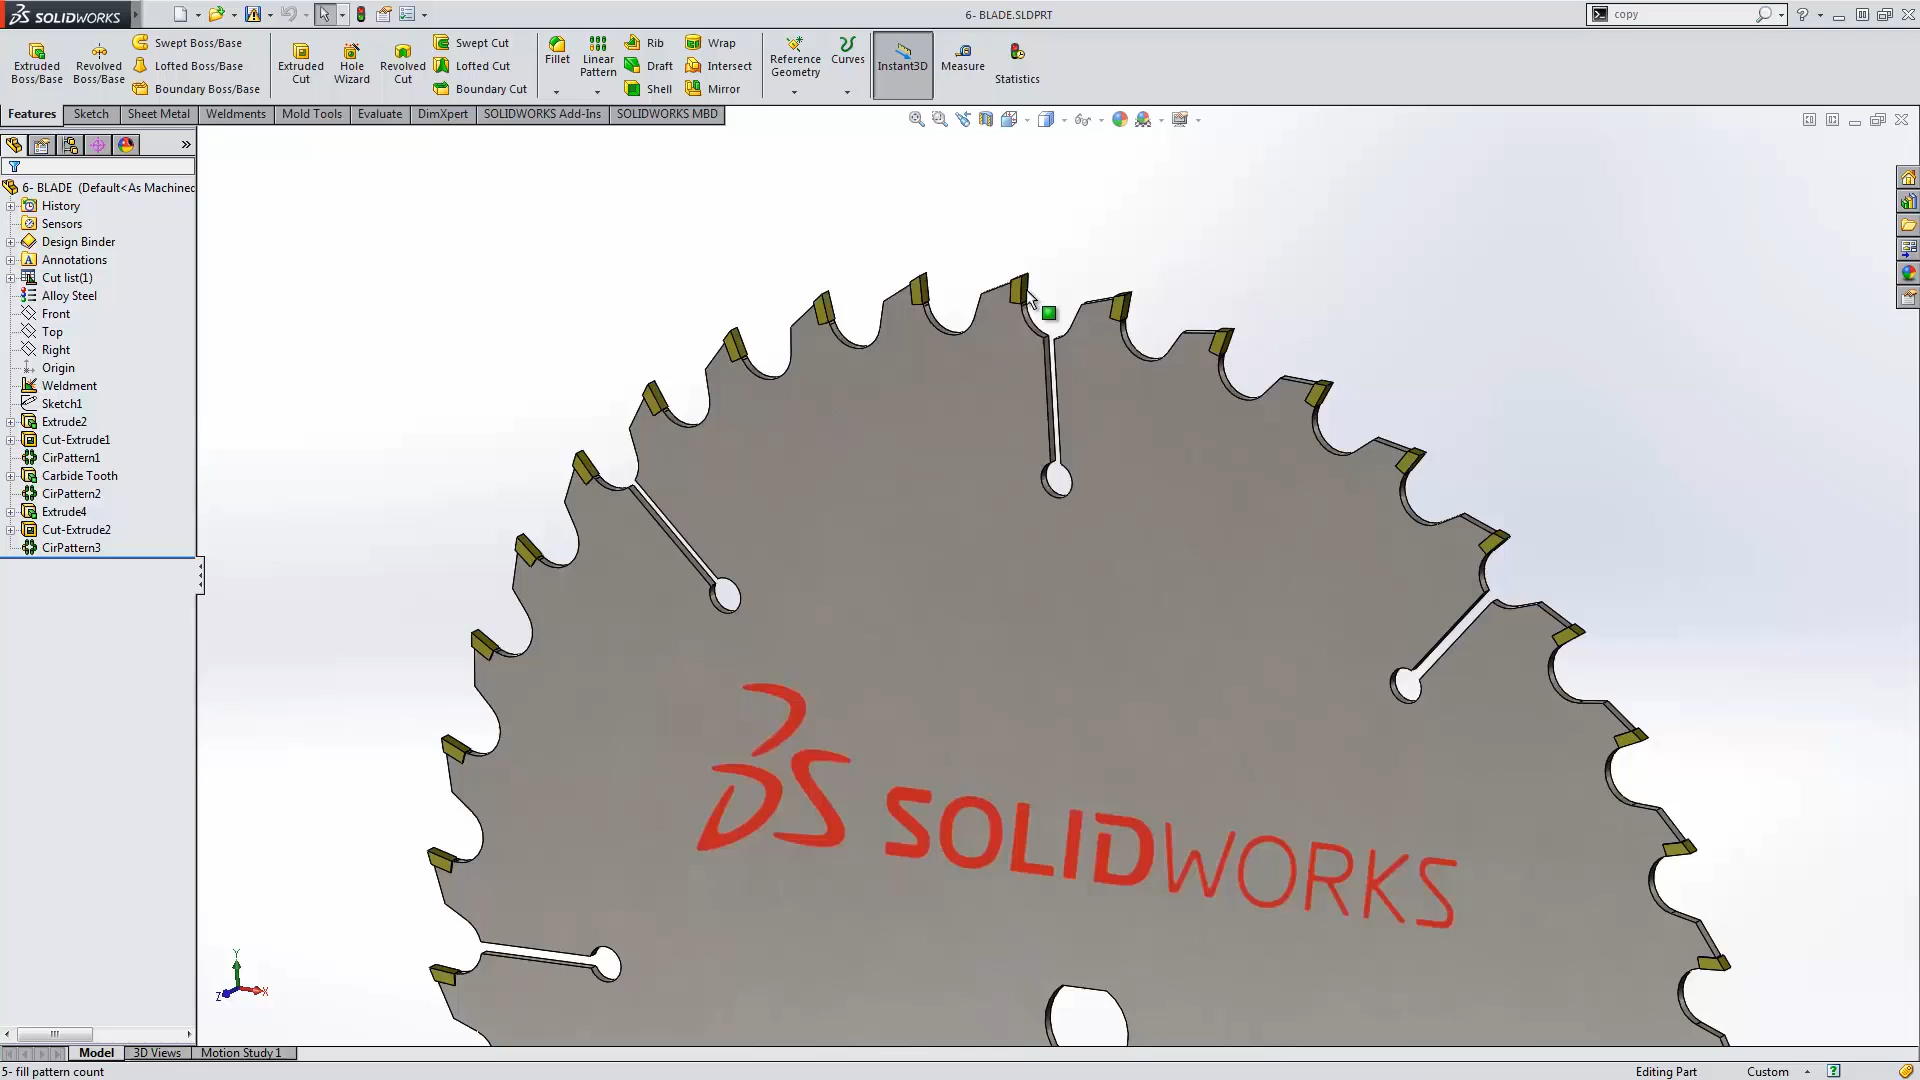 SOLIDWORKS
6- BLADE.SLDPRT
copy
Extruded Boss/Base
Revolved Boss/Base
Swept Boss/Base
Lofted Boss/Base
Boundary Boss/Base
Extruded Cut
Hole Wizard
Revolved Cut
Swept Cut
Lofted Cut
Boundary Cut
Fillet
Linear Pattern
Rib
Draft
Shell
Wrap
Intersect
Mirror
Reference Geometry
Curves
Instant3D
Measure
Statistics
Features
Sketch
Sheet Metal
Weldments
Mold Tools
Evaluate
DimXpert
SOLIDWORKS Add-Ins
SOLIDWORKS MBD
6- BLADE (Default<As Machined
History
Sensors
Design Binder
Annotations
Cut list(1)
Alloy Steel
Front
Top
Right
Origin
Weldment
Sketch1
Extrude2
Cut-Extrude1
CirPattern1
Carbide Tooth
CirPattern2
Extrude4
Cut-Extrude2
CirPattern3
SOLIDWORKS
Y
Z
X
Model
3D Views
Motion Study 1
5- fill pattern count
Editing Part
Custom